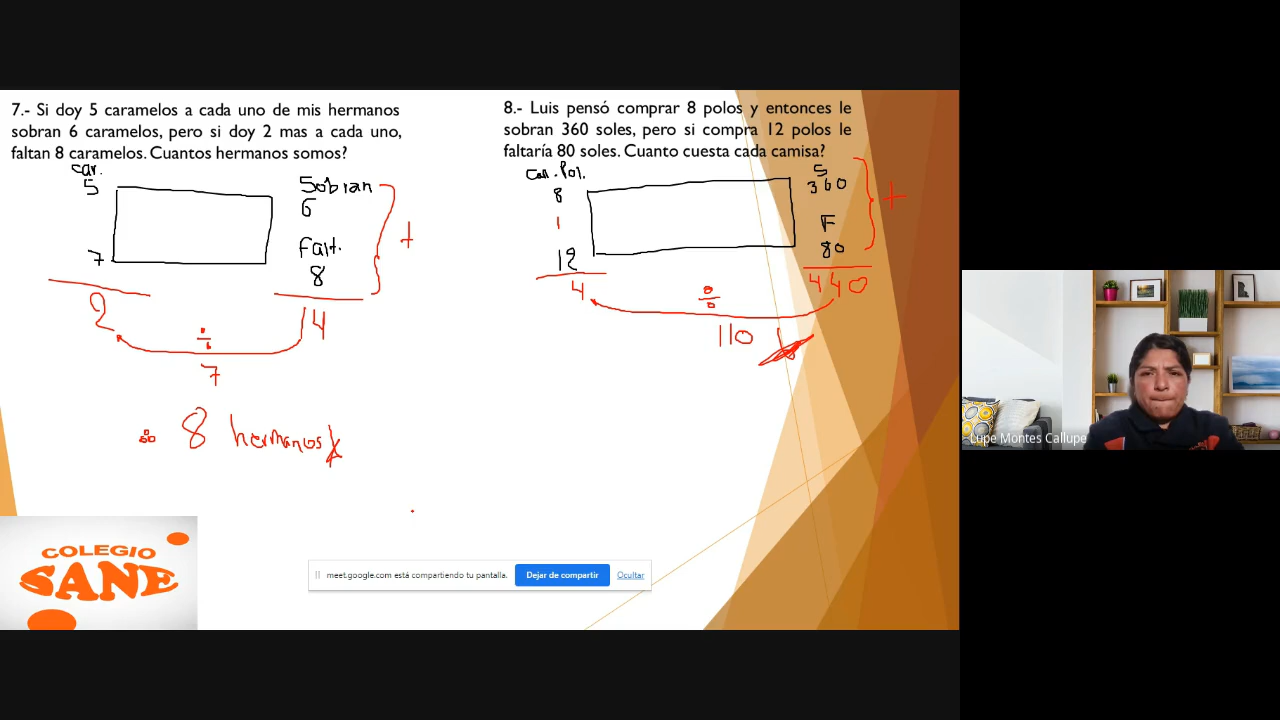 7.- Si doy 5 caramelos a cada uno de mis hermanos
sobran 6 caramelos, pero si doy 2 mas a cada uno,
faltan 8 caramelos. Cuantos hermanos somos?
car.
5
Sobran
6
+
Falt.
7
8
2
14
÷
7
∴ 8 hermanos
8.- Luis pensó comprar 8 polos y entonces le
sobran 360 soles, pero si compra 12 polos le
faltaría 80 soles. Cuanto cuesta cada camisa?
Can. Pol.
S
8
360
+
F
12
80
4
440
÷
110
Lupe Montes Callupe
COLEGIO
SANE
meet.google.com está compartiendo tu pantalla.
Dejar de compartir
Ocultar